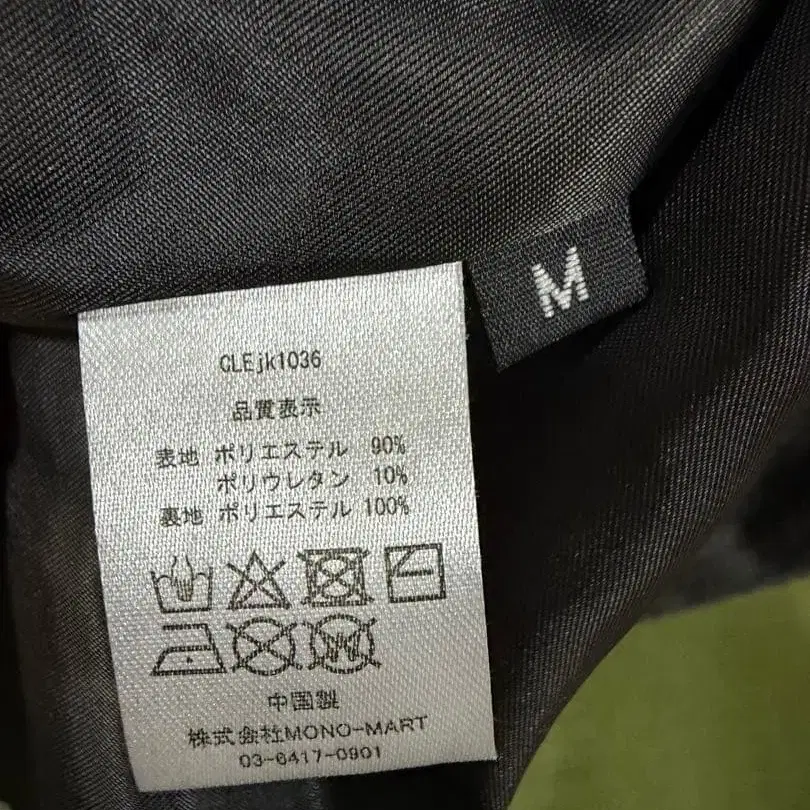 M
CLEjk1036
品質表示
表地 ポリエステル 90%
ポリウレタン 10%
裏地 ポリエステル 100%
中国製
株式会社MONO-MART
03-6417-0901